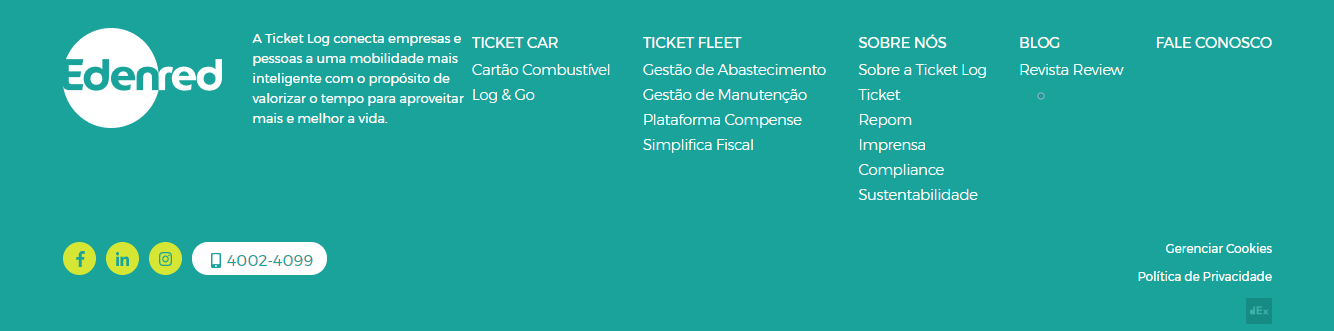 Edenred
A Ticket Log conecta empresas e
pessoas a uma mobilidade mais
inteligente com o propósito de
valorizar o tempo para aproveitar
mais e melhor a vida.
TICKET CAR
Cartão Combustível
Log & Go
TICKET FLEET
Gestão de Abastecimento
Gestão de Manutenção
Plataforma Compense
Simplifica Fiscal
SOBRE NÓS
Sobre a Ticket Log
Ticket
Repom
Imprensa
Compliance
Sustentabilidade
BLOG
Revista Review
FALE CONOSCO
4002-4099
Gerenciar Cookies
Política de Privacidade
dEx